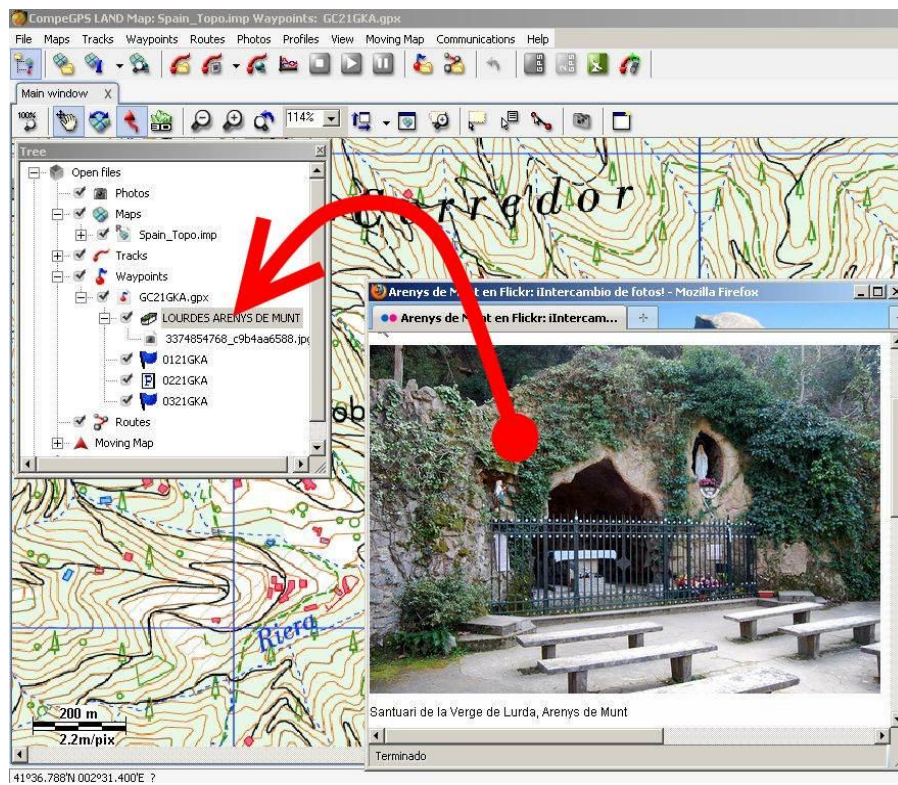 CompeGPS LAND Map: Spain_Topo.imp Waypoints: GC21GKA.gpx
File Maps Tracks Waypoints Routes Photos Profiles View Moving Map Communications Help
Main window X
100%
114%
Tree
Open files
Photos
Maps
Spain_Topo.imp
Tracks
Waypoints
GC21GKA.gpx
LOURDES ARENYS DE MUNT
3374854768_c9b4aa6588.jpg
0121GKA
P 0221GKA
0321GKA
Routes
Moving Map
Corredor
Arenys de Munt en Flickr: iIntercambio de fotos! - Mozilla Firefox
Arenys de Munt en Flickr: iIntercam...
Riera
Santuari de la Verge de Lurda, Arenys de Munt
Terminado
200 m
2.2m/pix
41º36.788'N 002º31.400'E ?